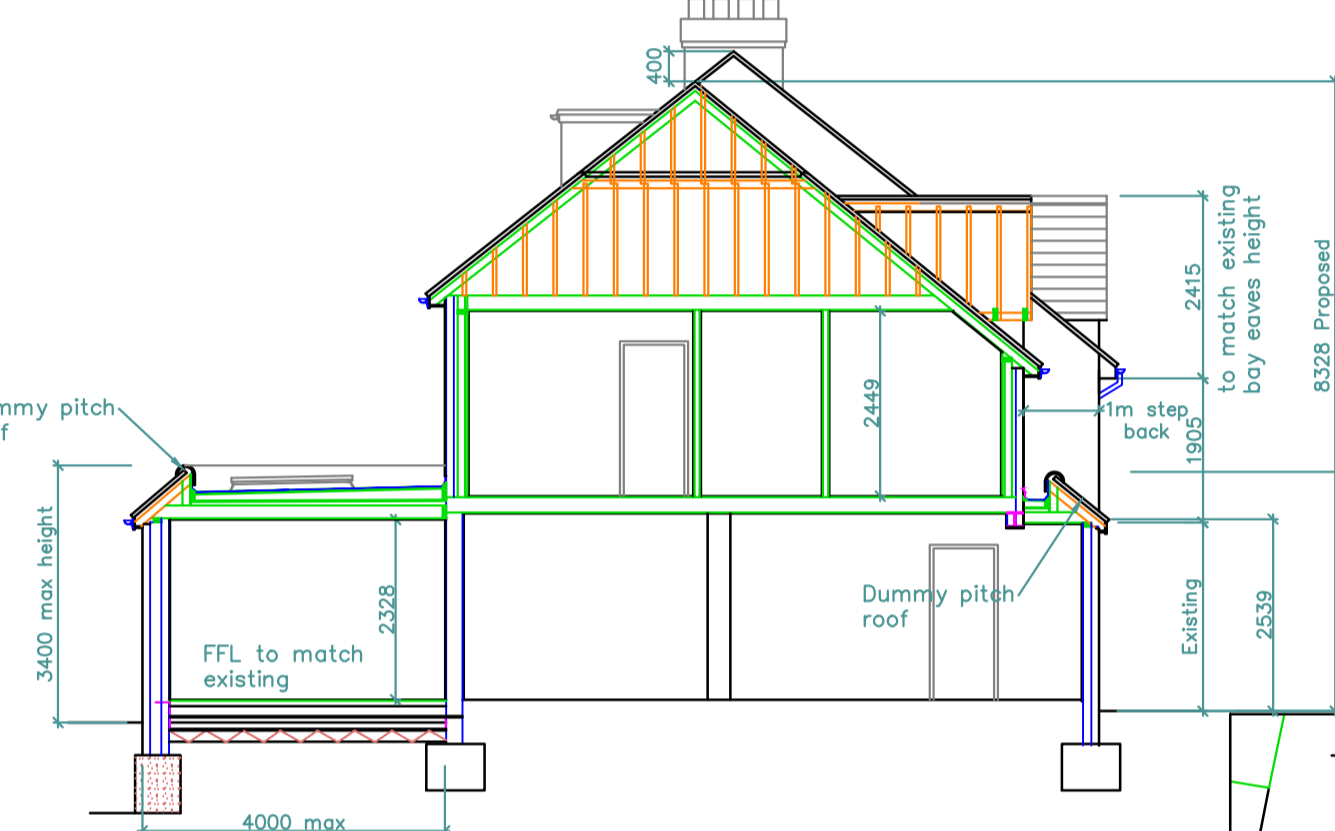 400
2415
to match existing
bay eaves height
8328 Proposed
mmy pitch
f
2449
1m step
back
1905
3400 max height
2328
FFL to match
existing
Dummy pitch
roof
Existing
2539
4000 max